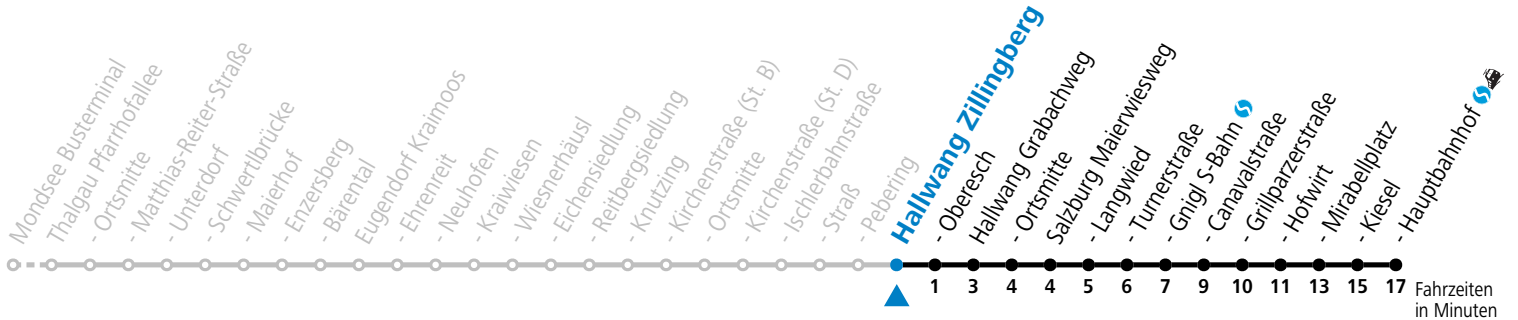 Mondsee Busterminal
Thalgau Pfarrhofallee
- Ortsmitte
- Matthias-Reiter-Straße
- Unterdorf
- Schwertlbrücke
- Maierhof
- Enzersberg
- Bärental
Eugendorf Kraimoos
- Ehrenreit
- Neuhofen
- Kraiwiesen
- Wiesnerhäusl
- Eichensiedlung
- Reitbergsiedlung
- Knutzing
- Kirchenstraße (St. B)
- Ortsmitte
- Kirchenstraße (St. D)
- Ischlerbahnstraße
- Straß
- Pebering
Hallwang Zillingberg
- Oberesch
Hallwang Grabachweg
- Ortsmitte
Salzburg Maierwiesweg
- Langwied
- Turnerstraße
- Gnigl S-Bahn
- Canavalstraße
- Grillparzerstraße
- Hofwirt
- Mirabellplatz
- Kiesel
- Hauptbahnhof
1 3 4 4 5 6 7 9 10 11 13 15 17
Fahrzeiten
in Minuten